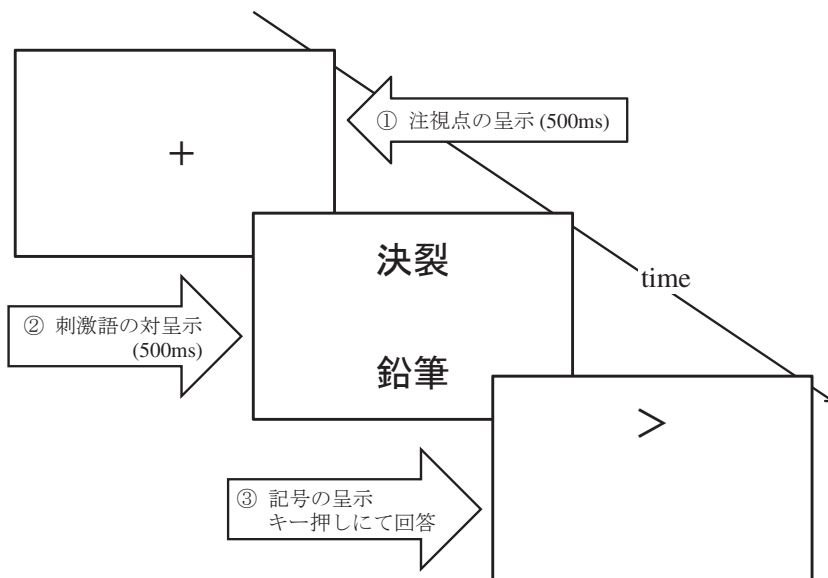 ① 注視点の呈示 (500ms)
+
決裂
鉛筆
time
② 刺激語の対呈示
(500ms)
>
③ 記号の呈示
キー押しにて回答